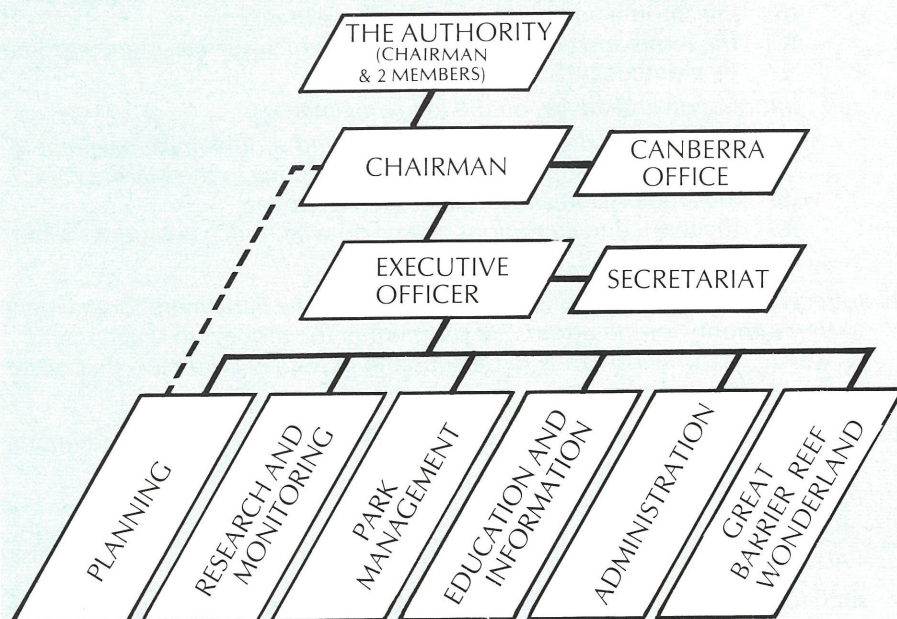 THE AUTHORITY
(CHAIRMAN
& 2 MEMBERS)
CHAIRMAN
CANBERRA
OFFICE
EXECUTIVE
OFFICER
SECRETARIAT
PLANNING
RESEARCH AND
MONITORING
PARK
MANAGEMENT
EDUCATION AND
INFORMATION
ADMINISTRATION
GREAT
BARRIER REEF
WONDERLAND